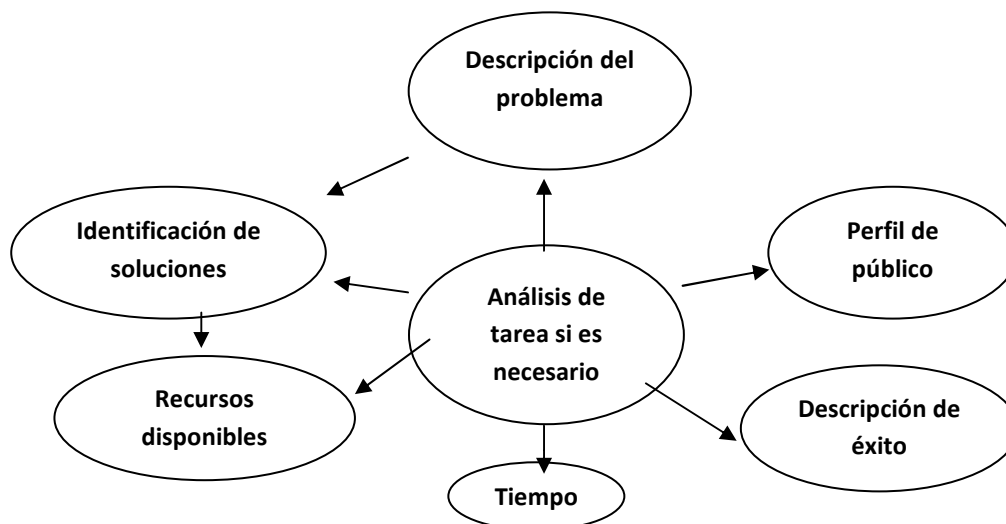 Descripción del
problema
Identificación de
soluciones
Perfil de
público
Análisis de
tarea si es
necesario
Recursos
disponibles
Descripción de
éxito
Tiempo